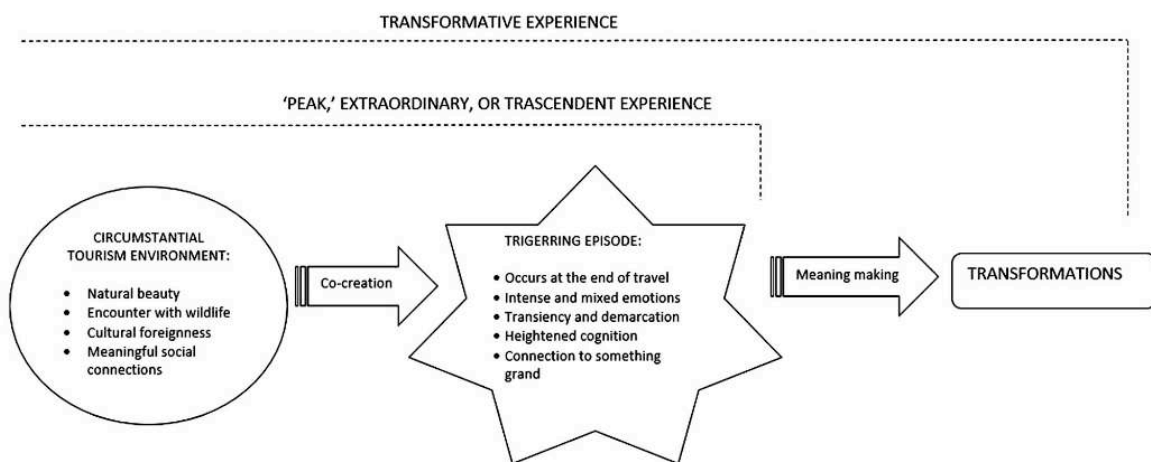 TRANSFORMATIVE EXPERIENCE
‘PEAK,’ EXTRAORDINARY, OR TRASCENDENT EXPERIENCE
CIRCUMSTANTIAL
TOURISM ENVIRONMENT:
• Natural beauty
• Encounter with wildlife
• Cultural foreignness
• Meaningful social
connections
Co-creation
TRIGERRING EPISODE:
• Occurs at the end of travel
• Intense and mixed emotions
• Transiency and demarcation
• Heightened cognition
• Connection to something
grand
Meaning making
TRANSFORMATIONS